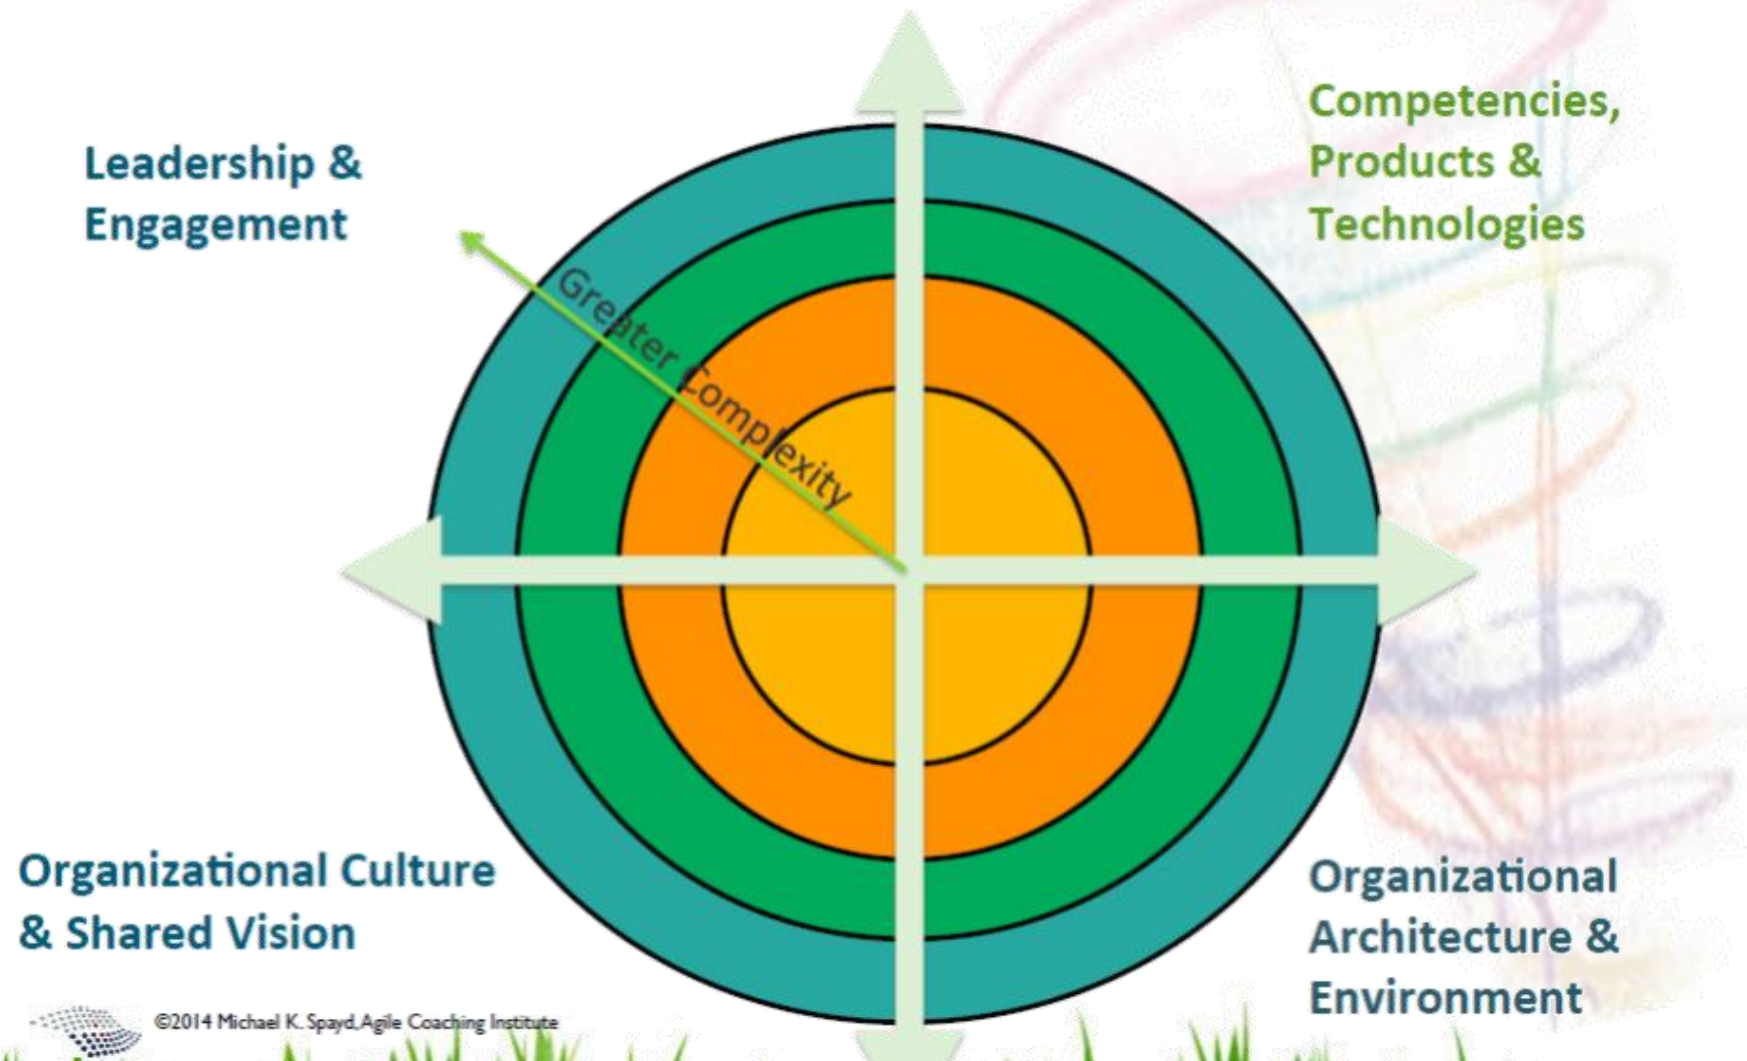 Leadership &
Engagement
Competencies,
Products &
Technologies
Greater Complexity
Organizational Culture
& Shared Vision
Organizational
Architecture &
Environment
©2014 Michael K. Spayd, Agile Coaching Institute